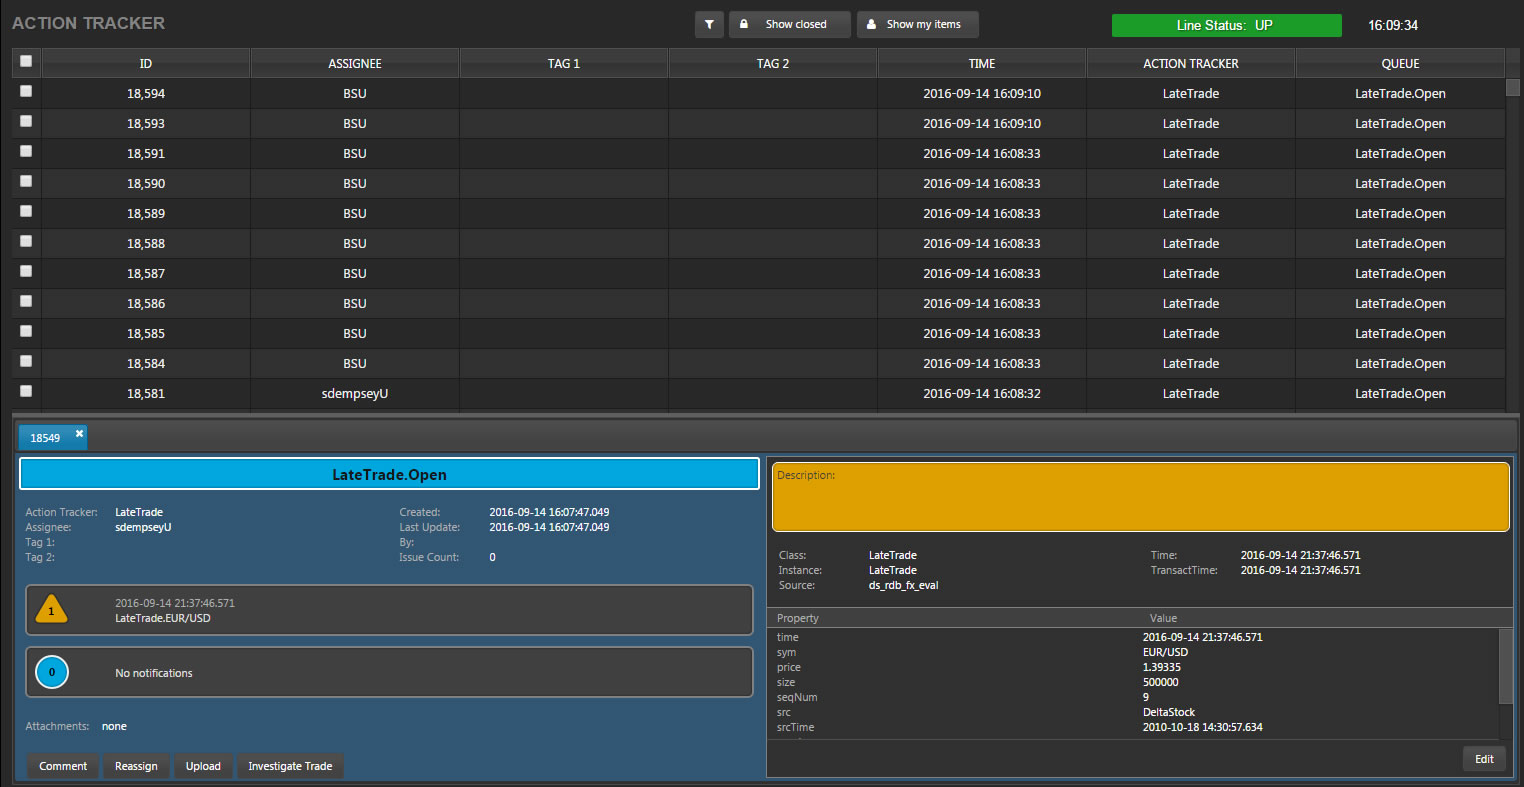 ACTION TRACKER Show closed Show my items Line Status: UP 16:09:34
ID ASSIGNEE TAG 1 TAG 2 TIME ACTION TRACKER QUEUE
18,594 BSU 2016-09-14 16:09:10 LateTrade LateTrade.Open
18,593 BSU 2016-09-14 16:09:10 LateTrade LateTrade.Open
18,591 BSU 2016-09-14 16:08:33 LateTrade LateTrade.Open
18,590 BSU 2016-09-14 16:08:33 LateTrade LateTrade.Open
18,589 BSU 2016-09-14 16:08:33 LateTrade LateTrade.Open
18,588 BSU 2016-09-14 16:08:33 LateTrade LateTrade.Open
18,587 BSU 2016-09-14 16:08:33 LateTrade LateTrade.Open
18,586 BSU 2016-09-14 16:08:33 LateTrade LateTrade.Open
18,585 BSU 2016-09-14 16:08:33 LateTrade LateTrade.Open
18,584 BSU 2016-09-14 16:08:33 LateTrade LateTrade.Open
18,581 sdempseyU 2016-09-14 16:08:32 LateTrade LateTrade.Open
18549
LateTrade.Open
Action Tracker: LateTrade Created: 2016-09-14 16:07:47.049
Assignee: sdempseyU Last Update: 2016-09-14 16:07:47.049
Tag 1: By:
Tag 2: Issue Count: 0
1 2016-09-14 21:37:46.571
LateTrade.EUR/USD
0 No notifications
Attachments: none
Comment Reassign Upload Investigate Trade
Description:
Class: LateTrade Time: 2016-09-14 21:37:46.571
Instance: LateTrade TransactTime: 2016-09-14 21:37:46.571
Source: ds_rdb_fx_eval
Property Value
time 2016-09-14 21:37:46.571
sym EUR/USD
price 1.39335
size 500000
seqNum 9
src DeltaStock
srcTime 2010-10-18 14:30:57.634
Edit